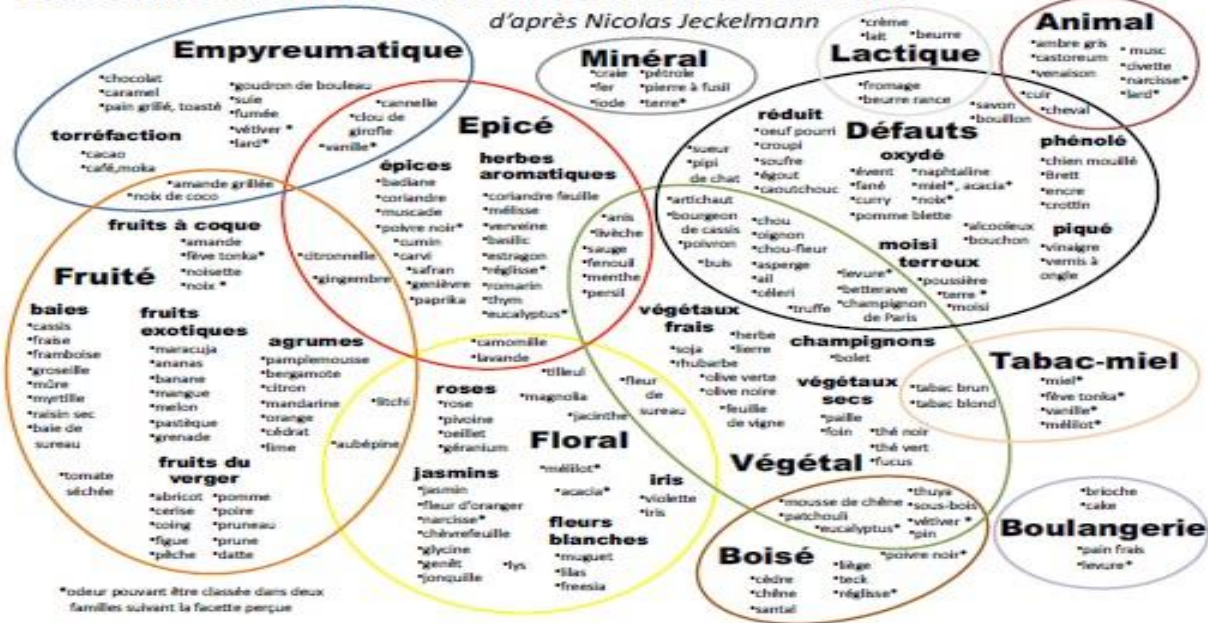 d'après Nicolas Jeckelmann
Empyreumatique
•chocolat
•caramel
•pain grillé, toasté
•goudron de bouleau
•suie
•fumée
•vétiver *
•lard*
torréfaction
•cacao
•café,moka
•cannelle
•clou de
girofle
•vanille*
•amande grillée
•noix de coco
Minéral
•craie
•fer
•iode
•pétrole
•pierre à fusil
•terre*
•crème
•lait
•beurre
Lactique
•fromage
•beurre rance
Animal
•ambre gris
•castoreum
•venaison
•musc
•civette
•narcisse*
•lard*
•cuir
•cheval
Epicé
épices
•badiane
•coriandre
•muscade
•poivre noir*
•cumin
•carvi
•safran
•genièvre
•paprika
herbes
aromatiques
•coriandre feuille
•mélisse
•verveine
•basilic
•estragon
•réglisse*
•romarin
•thym
•eucalyptus*
•anis
•livèche
•sauge
•fenouil
•menthe
•persil
•citronnelle
•gingembre
•camomille
•lavande
Défauts
réduit
•oeuf pourri
•croupi
•soufre
•égout
•caoutchouc
•sueur
•pipi
de chat
•savon
•bouillon
oxydé
•évent
•fané
•curry
•pomme blette
•naphtaline
•miel*, acacia*
•noix*
phénolé
•chien mouillé
•Brett
•encre
•crottin
•alcooleux
•bouchon
piqué
•vinaigre
•vernis à
ongle
moisi
terreux
•poussière
•terre *
•moisi
•artichaut
•bourgeon
de cassis
•poivron
•buis
•chou
•oignon
•chou-fleur
•asperge
•ail
•céleri
•levure*
•betterave
•champignon
de Paris
•truffe
Fruité
fruits à coque
•amande
•fève tonka*
•noisette
•noix *
baies
•cassis
•fraise
•framboise
•groseille
•mûre
•myrtille
•raisin sec
•baie de
sureau
•tomate
séchée
fruits
exotiques
•maracuja
•ananas
•banane
•mangue
•melon
•pastèque
•grenade
agrumes
•pamplemousse
•bergamote
•citron
•mandarine
•orange
•cédrat
•lime
fruits du
verger
•abricot
•cerise
•coing
•figue
•pêche
•pomme
•poire
•pruneau
•prune
•datte
•litchi
•aubépine
Floral
•tilleul
roses
•rose
•pivoine
•oeillet
•géranium
•magnolia
•jacinthe
•fleur
de
sureau
jasmins
•jasmin
•fleur d'oranger
•narcisse*
•chèvrefeuille
•glycine
•genêt
•jonquille
•lys
•mélilot*
•acacia*
iris
•violette
•iris
fleurs
blanches
•muguet
•lilas
•freesia
Végétal
végétaux
frais
•herbe
•soja
•lierre
•rhubarbe
•olive verte
•olive noire
•feuille
de vigne
champignons
•bolet
végétaux
secs
•paille
•foin
•thé noir
•thé vert
•fucus
•tabac brun
•tabac blond
Tabac-miel
•miel*
•fève tonka*
•vanille*
•mélilot*
•mousse de chêne
•patchouli
•eucalyptus*
•thuya
•sous-bois
•vétiver *
•pin
Boisé
•poivre noir*
•cèdre
•chêne
•santal
•liège
•teck
•réglisse*
•brioche
•cake
Boulangerie
•pain frais
•levure*
*odeur pouvant être classée dans deux
familles suivant la facette perçue